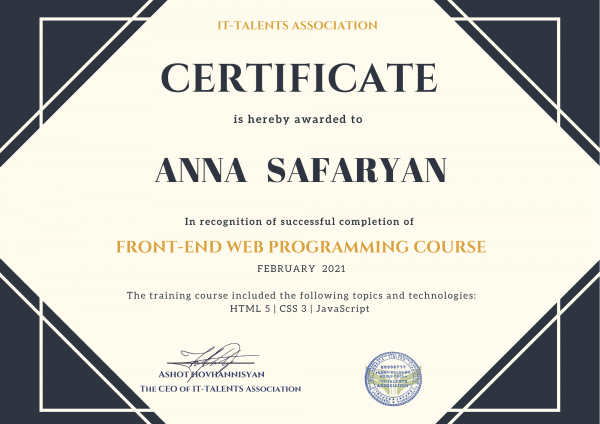 IT-TALENTS ASSOCIATION
CERTIFICATE
is hereby awarded to
ANNA SAFARYAN
In recognition of successful completion of
FRONT-END WEB PROGRAMMING COURSE
FEBRUARY 2021
The training course included the following topics and technologies:
HTML 5 | CSS 3 | JavaScript
ASHOT HOVHANNISYAN
THE CEO OF IT-TALENTS ASSOCIATION